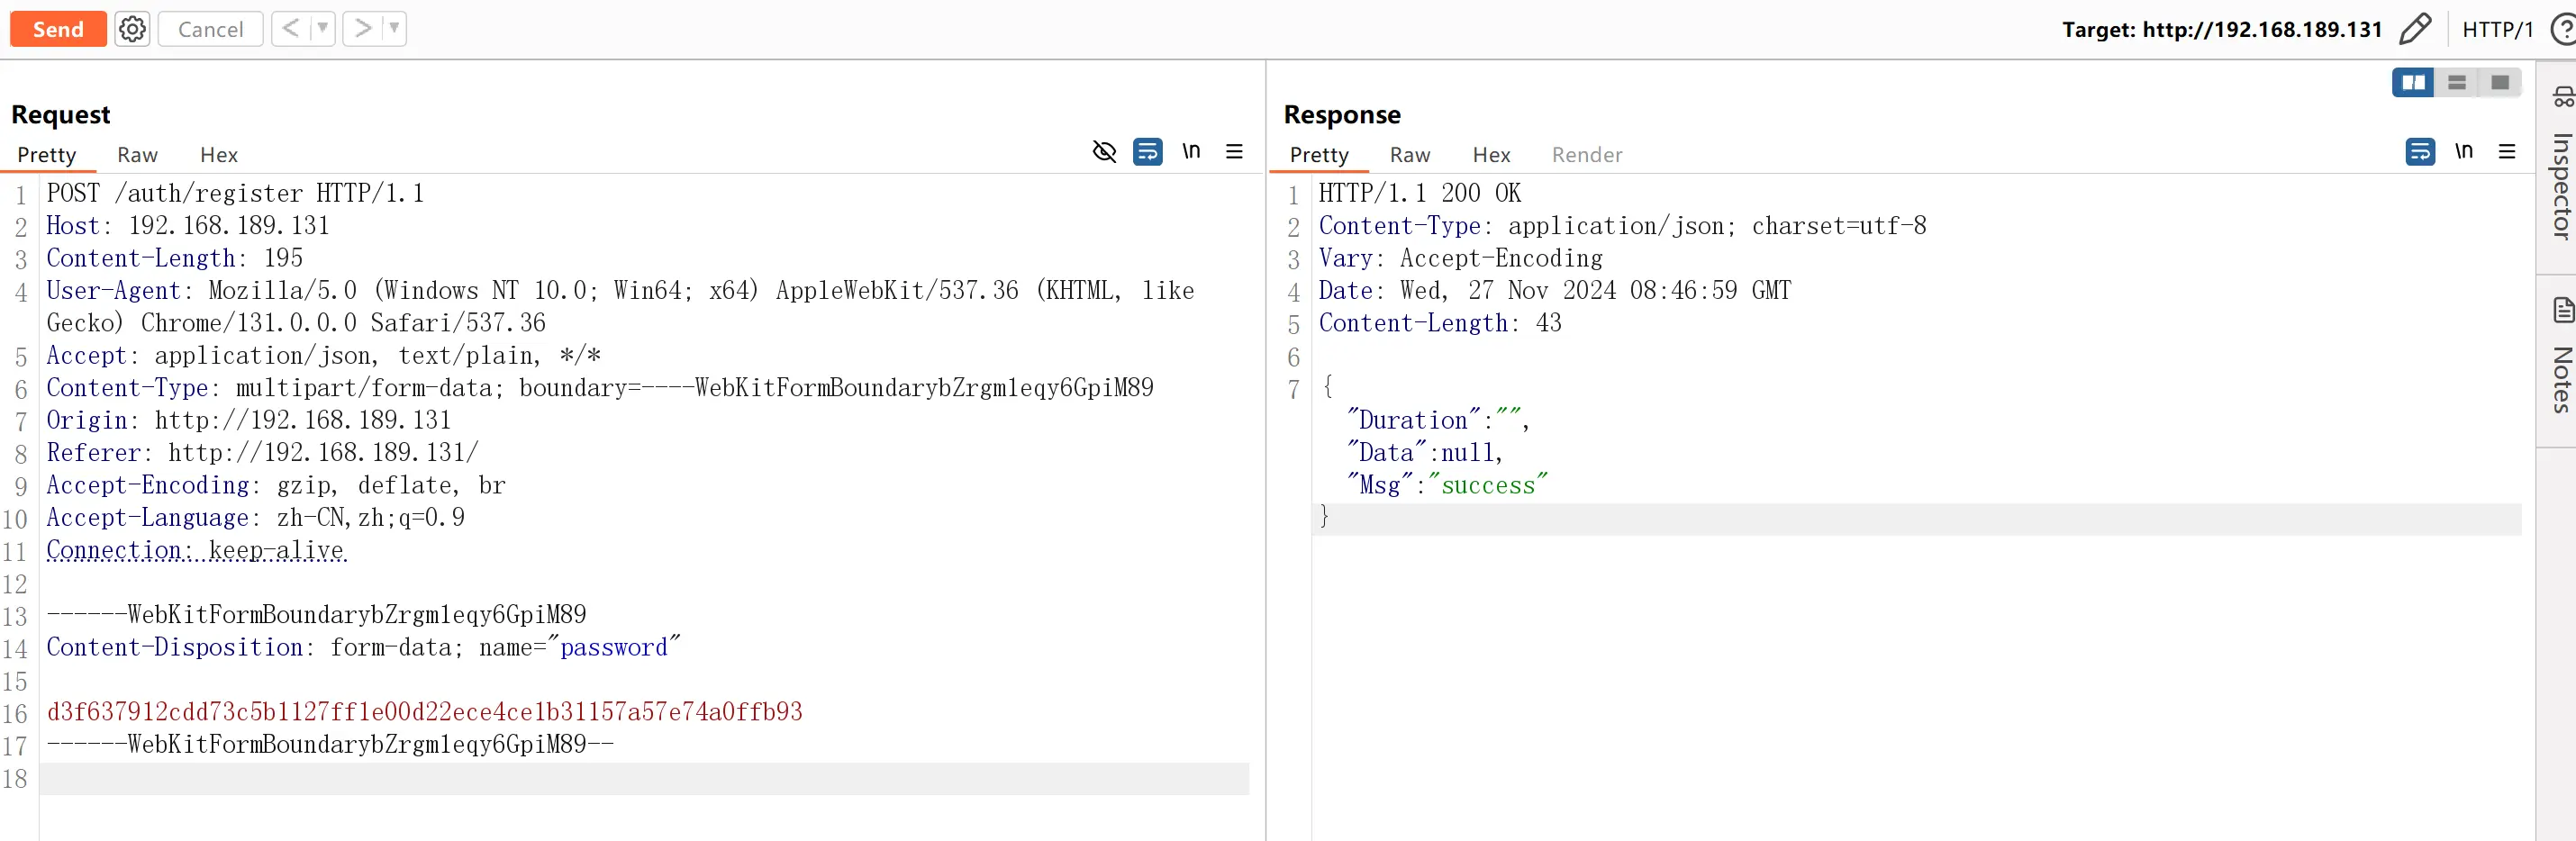 Send
Cancel
Target: http://192.168.189.131
HTTP/1
Request
Pretty Raw Hex
\n
1 POST /auth/register HTTP/1.1
2 Host: 192.168.189.131
3 Content-Length: 195
4 User-Agent: Mozilla/5.0 (Windows NT 10.0; Win64; x64) AppleWebKit/537.36 (KHTML, like
Gecko) Chrome/131.0.0.0 Safari/537.36
5 Accept: application/json, text/plain, */*
6 Content-Type: multipart/form-data; boundary=----WebKitFormBoundarybZrgm1eqy6GpiM89
7 Origin: http://192.168.189.131
8 Referer: http://192.168.189.131/
9 Accept-Encoding: gzip, deflate, br
10 Accept-Language: zh-CN,zh;q=0.9
11 Connection: keep-alive
12
13 ------WebKitFormBoundarybZrgm1eqy6GpiM89
14 Content-Disposition: form-data; name="password"
15
16 d3f637912cdd73c5b1127ff1e00d22ece4ce1b31157a57e74a0ffb93
17 ------WebKitFormBoundarybZrgm1eqy6GpiM89--
18
Response
Pretty Raw Hex Render
\n
1 HTTP/1.1 200 OK
2 Content-Type: application/json; charset=utf-8
3 Vary: Accept-Encoding
4 Date: Wed, 27 Nov 2024 08:46:59 GMT
5 Content-Length: 43
6
7 {
"Duration":"",
"Data":null,
"Msg":"success"
}
Inspector
Notes